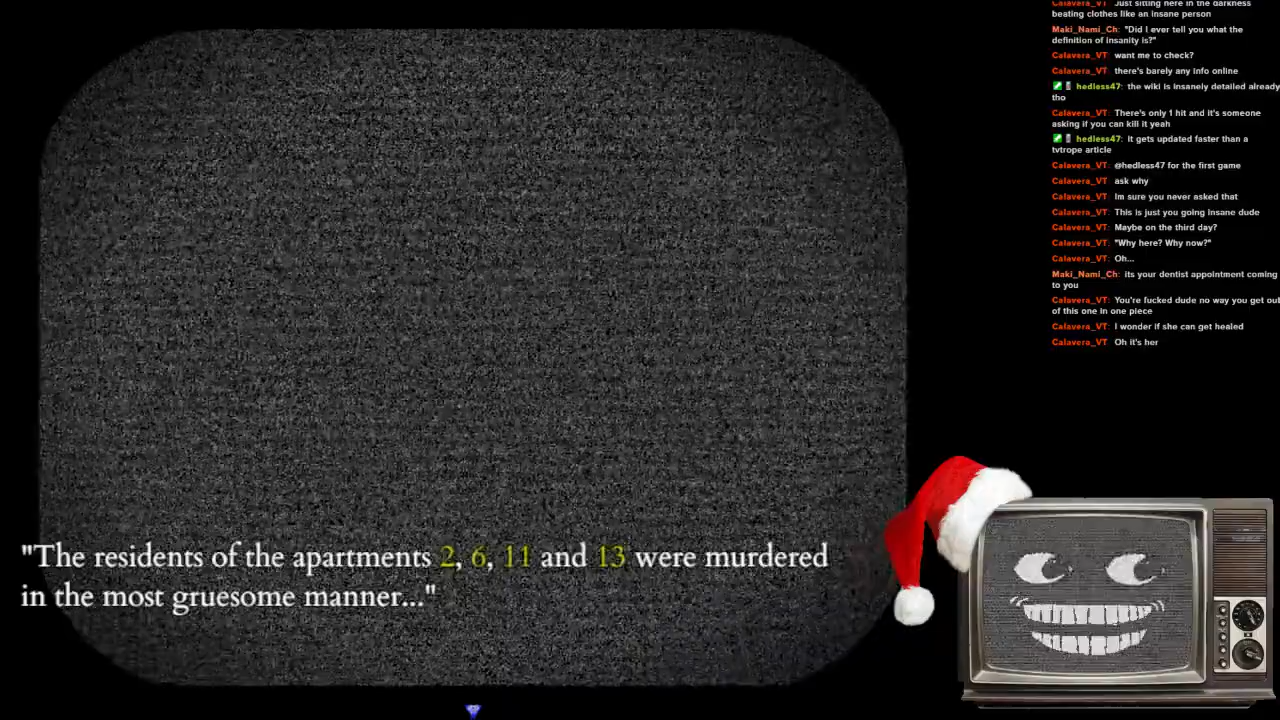 Calavera_VT: Just sitting here in the darkness
beating clothes like an insane person
Maki_Nami_Ch: "Did I ever tell you what the
definition of insanity is?"
Calavera_VT: want me to check?
Calavera_VT: there's barely any info online
hedless47: the wiki is insanely detailed already
tho
Calavera_VT: There's only 1 hit and it's someone
asking if you can kill it yeah
hedless47: It gets updated faster than a
tvtrope article
Calavera_VT: @hedless47 for the first game
Calavera_VT: ask why
Calavera_VT: Im sure you never asked that
Calavera_VT: This is just you going insane dude
Calavera_VT: Maybe on the third day?
Calavera_VT: "Why here? Why now?"
Calavera_VT: Oh...
Maki_Nami_Ch: its your dentist appointment coming
to you
Calavera_VT: You're fucked dude no way you get out
of this one in one piece
Calavera_VT: I wonder if she can get healed
Calavera_VT: Oh it's her
"The residents of the apartments 2, 6, 11 and 13 were murdered
in the most gruesome manner..."